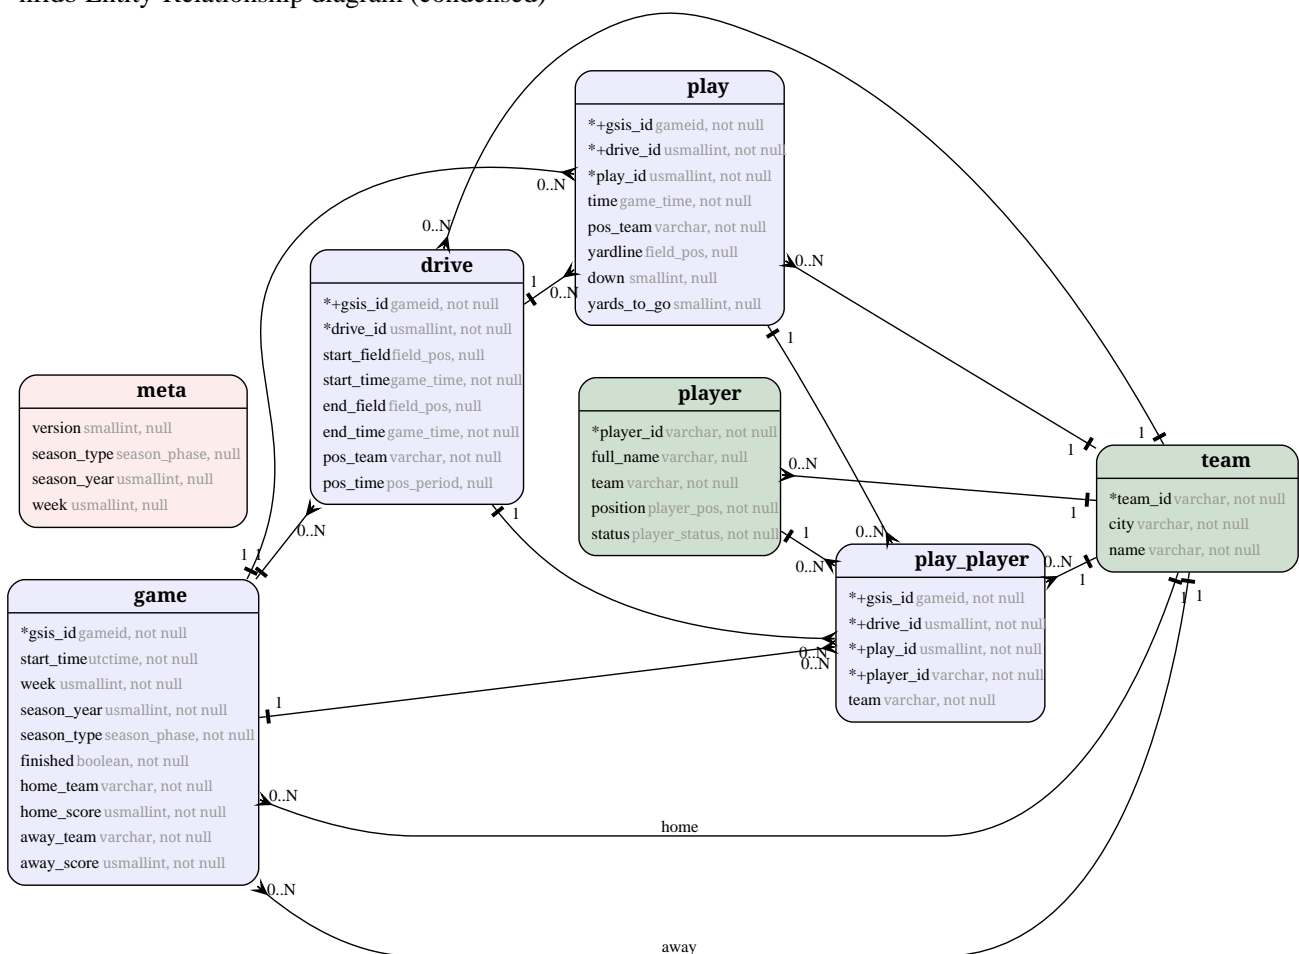 nfldb Entity-Relationship diagram (condensed)
play
*+gsis_id gameid, not null
*+drive_id usmallint, not null
*play_id usmallint, not null
time game_time, not null
pos_team varchar, not null
yardline field_pos, null
down smallint, null
yards_to_go smallint, null
0..N
0..N
0..N
0..N
1
1
drive
*+gsis_id gameid, not null
*drive_id usmallint, not null
start_field field_pos, null
start_time game_time, not null
end_field field_pos, null
end_time game_time, not null
pos_team varchar, not null
pos_time pos_period, null
1
0..N
meta
version smallint, null
season_type season_phase, null
season_year usmallint, null
week usmallint, null
player
*player_id varchar, not null
full_name varchar, null
team varchar, not null
position player_pos, not null
status player_status, not null
0..N
1
0..N
0..N
team
*team_id varchar, not null
city varchar, not null
name varchar, not null
1
1
1
1
1
1
play_player
*+gsis_id gameid, not null
*+drive_id usmallint, not null
*+play_id usmallint, not null
*+player_id varchar, not null
team varchar, not null
0..N
0..N
0..N
game
*gsis_id gameid, not null
start_time utctime, not null
week usmallint, not null
season_year usmallint, not null
season_type season_phase, not null
finished boolean, not null
home_team varchar, not null
home_score usmallint, not null
away_team varchar, not null
away_score usmallint, not null
1
1
1
0..N
0..N
home
away